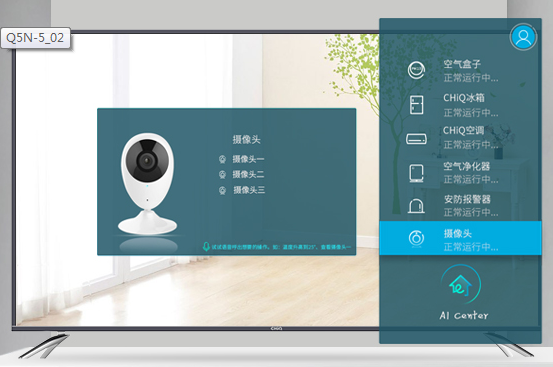 Q5N-5_02
空气盒子
正常运行中...
CHiQ冰箱
正常运行中...
CHiQ空调
正常运行中...
空气净化器
正常运行中...
安防报警器
正常运行中...
摄像头
正常运行中...
AI Center
摄像头
摄像头一
摄像头二
摄像头三
CHiQ